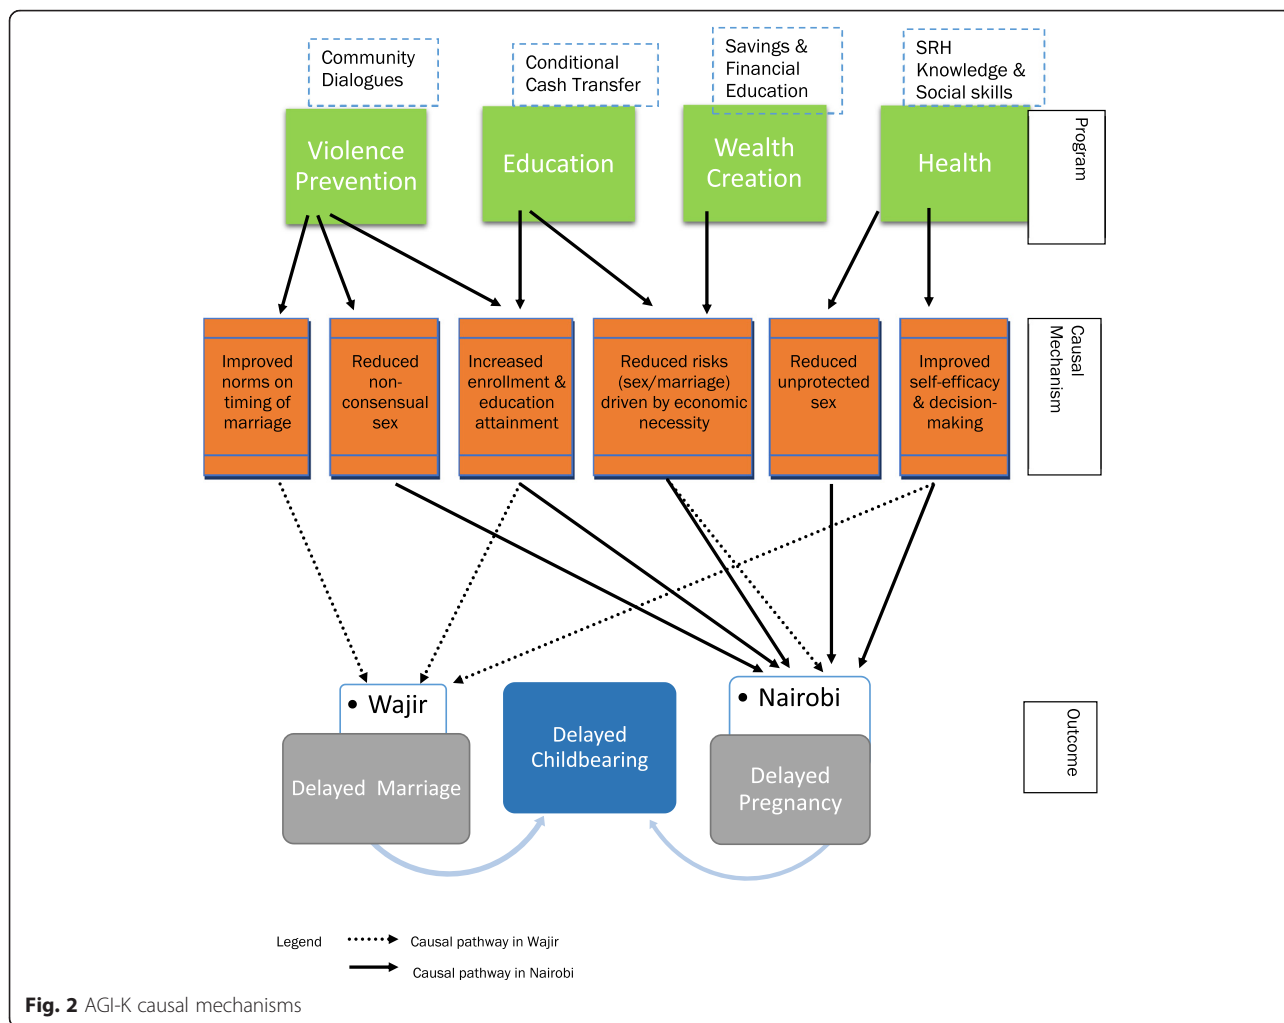 Community
Dialogues
Conditional
Cash Transfer
Savings &
Financial
Education
SRH
Knowledge &
Social skills
Violence
Prevention
Education
Wealth
Creation
Health
Program
Improved
norms on
timing of
marriage
Reduced
non-
consensual
sex
Increased
enrollment &
education
attainment
Reduced risks
(sex/marriage)
driven by economic
necessity
Reduced
unprotected
sex
Improved
self-efficacy
& decision-
making
Causal
Mechanism
• Wajir
Delayed Marriage
Delayed
Childbearing
• Nairobi
Delayed
Pregnancy
Outcome
Legend
Causal pathway in Wajir
Causal pathway in Nairobi
Fig. 2 AGI-K causal mechanisms